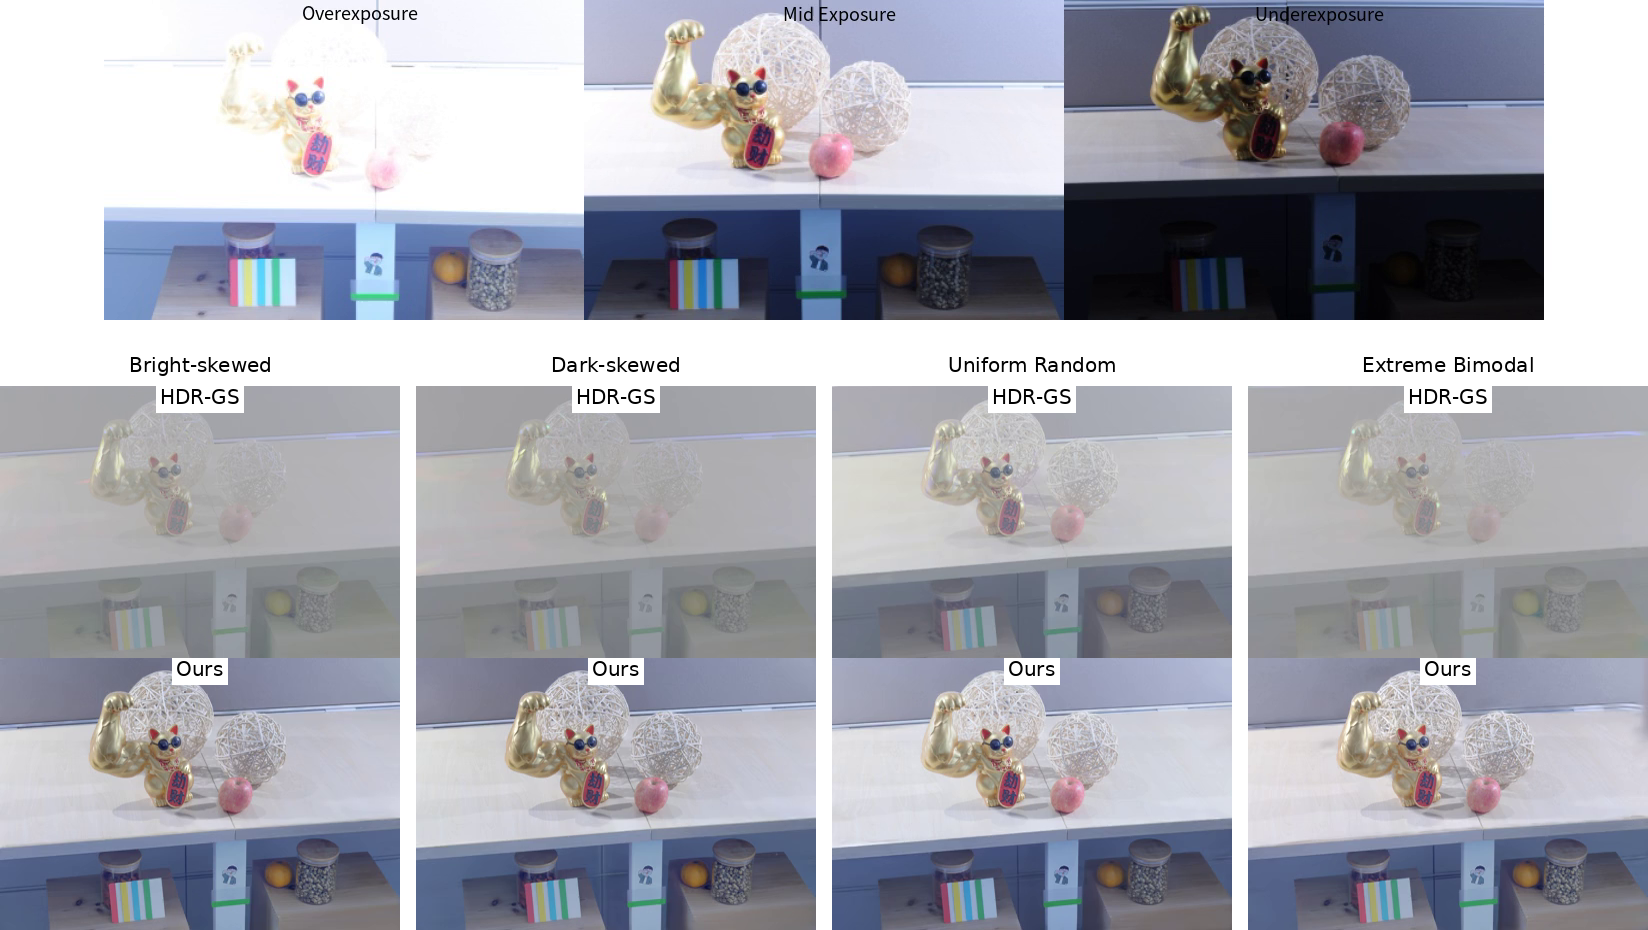 Overexposure
Mid Exposure
Underexposure
Bright-skewed
Dark-skewed
Uniform Random
Extreme Bimodal
HDR-GS
HDR-GS
HDR-GS
HDR-GS
Ours
Ours
Ours
Ours